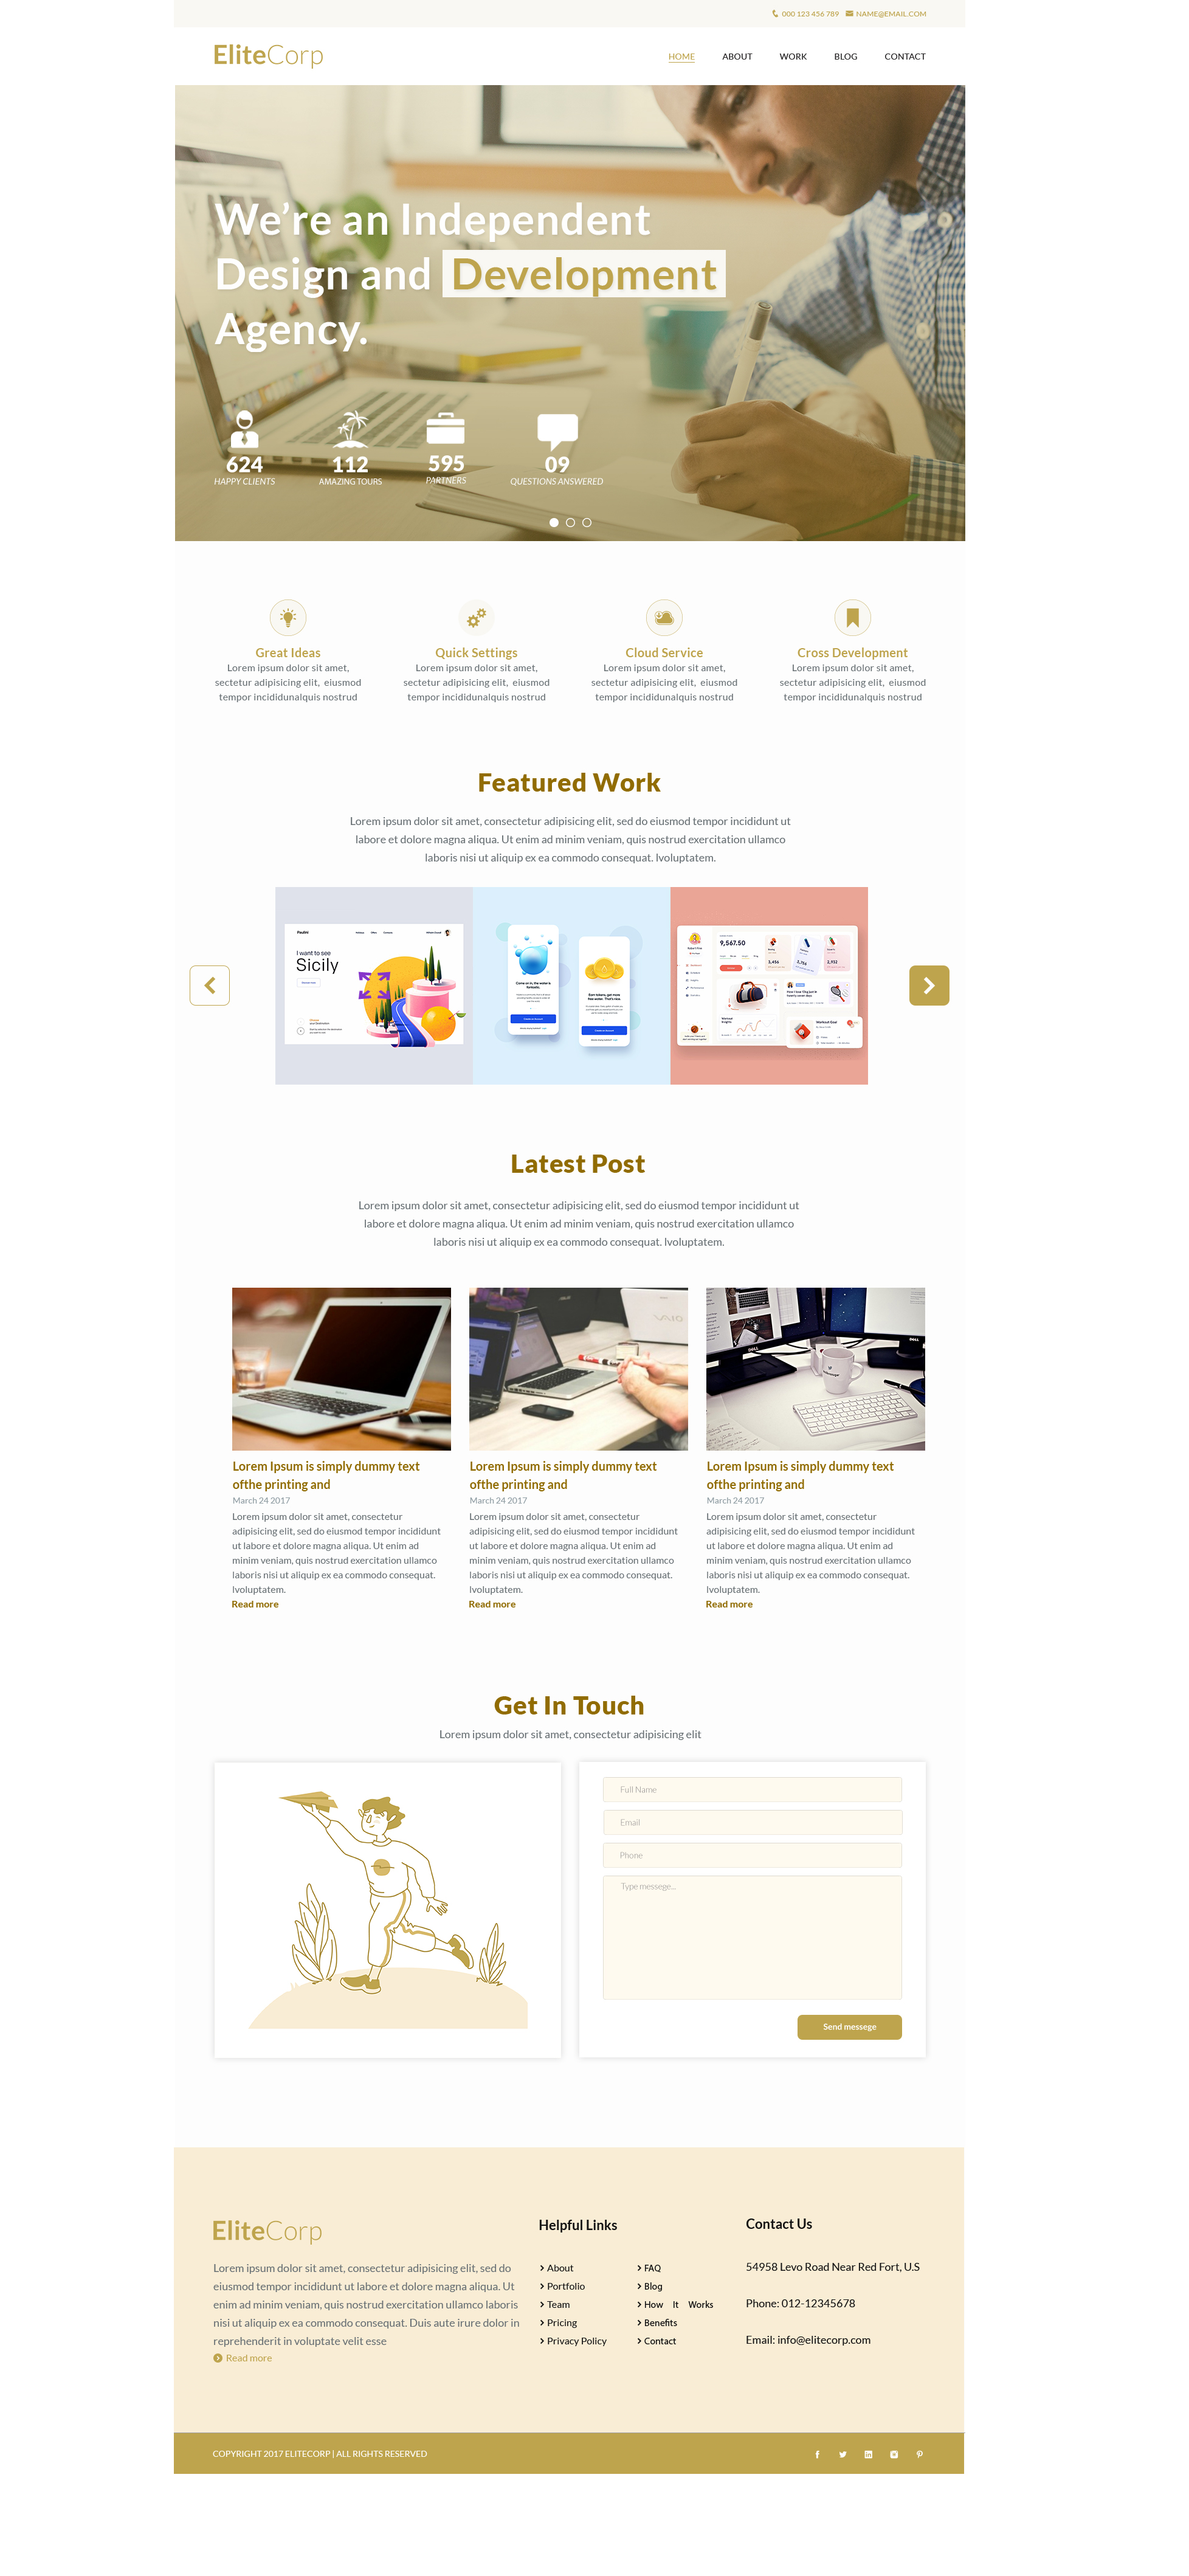 000 123 456 789 NAME@EMAIL.COM
EliteCorp
HOME ABOUT WORK BLOG CONTACT
We’re an Independent
Design and Development
Agency.
624
HAPPY CLIENTS
112
AMAZING TOURS
595
PARTNERS
09
QUESTIONS ANSWERED
Great Ideas
Lorem ipsum dolor sit amet,
sectetur adipisicing elit, eiusmod
tempor incididunalquis nostrud
Quick Settings
Lorem ipsum dolor sit amet,
sectetur adipisicing elit, eiusmod
tempor incididunalquis nostrud
Cloud Service
Lorem ipsum dolor sit amet,
sectetur adipisicing elit, eiusmod
tempor incididunalquis nostrud
Cross Development
Lorem ipsum dolor sit amet,
sectetur adipisicing elit, eiusmod
tempor incididunalquis nostrud
Featured Work
Lorem ipsum dolor sit amet, consectetur adipisicing elit, sed do eiusmod tempor incididunt ut
labore et dolore magna aliqua. Ut enim ad minim veniam, quis nostrud exercitation ullamco
laboris nisi ut aliquip ex ea commodo consequat. lvoluptatem.
I want to see
Sicily
9,567.50
Latest Post
Lorem ipsum dolor sit amet, consectetur adipisicing elit, sed do eiusmod tempor incididunt ut
labore et dolore magna aliqua. Ut enim ad minim veniam, quis nostrud exercitation ullamco
laboris nisi ut aliquip ex ea commodo consequat. lvoluptatem.
VAIO
DELL
DELL
Lorem Ipsum is simply dummy text
ofthe printing and
March 24 2017
Lorem ipsum dolor sit amet, consectetur
adipisicing elit, sed do eiusmod tempor incididunt
ut labore et dolore magna aliqua. Ut enim ad
minim veniam, quis nostrud exercitation ullamco
laboris nisi ut aliquip ex ea commodo consequat.
lvoluptatem.
Read more
Lorem Ipsum is simply dummy text
ofthe printing and
March 24 2017
Lorem ipsum dolor sit amet, consectetur
adipisicing elit, sed do eiusmod tempor incididunt
ut labore et dolore magna aliqua. Ut enim ad
minim veniam, quis nostrud exercitation ullamco
laboris nisi ut aliquip ex ea commodo consequat.
lvoluptatem.
Read more
Lorem Ipsum is simply dummy text
ofthe printing and
March 24 2017
Lorem ipsum dolor sit amet, consectetur
adipisicing elit, sed do eiusmod tempor incididunt
ut labore et dolore magna aliqua. Ut enim ad
minim veniam, quis nostrud exercitation ullamco
laboris nisi ut aliquip ex ea commodo consequat.
lvoluptatem.
Read more
Get In Touch
Lorem ipsum dolor sit amet, consectetur adipisicing elit
Full Name
Email
Phone
Type messege...
Send messege
EliteCorp
Lorem ipsum dolor sit amet, consectetur adipisicing elit, sed do
eiusmod tempor incididunt ut labore et dolore magna aliqua. Ut
enim ad minim veniam, quis nostrud exercitation ullamco laboris
nisi ut aliquip ex ea commodo consequat. Duis aute irure dolor in
reprehenderit in voluptate velit esse
Read more
Helpful Links
About
Portfolio
Team
Pricing
Privacy Policy
FAQ
Blog
How It Works
Benefits
Contact
Contact Us
54958 Levo Road Near Red Fort, U.S
Phone: 012-12345678
Email: info@elitecorp.com
COPYRIGHT 2017 ELITECORP | ALL RIGHTS RESERVED